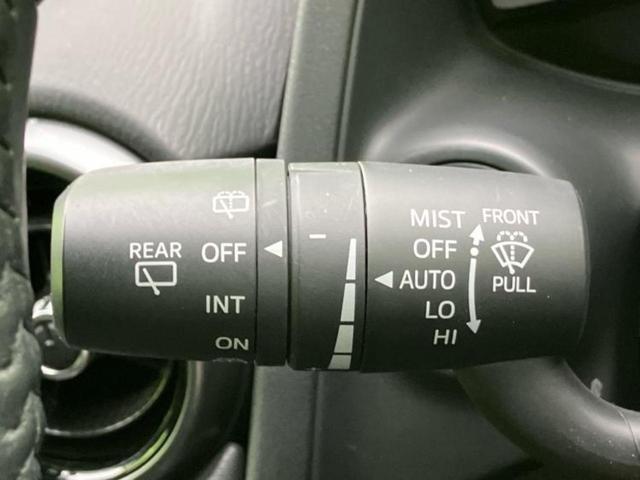 REAR
OFF
INT
ON
MIST
OFF
AUTO
LO
HI
FRONT
PULL